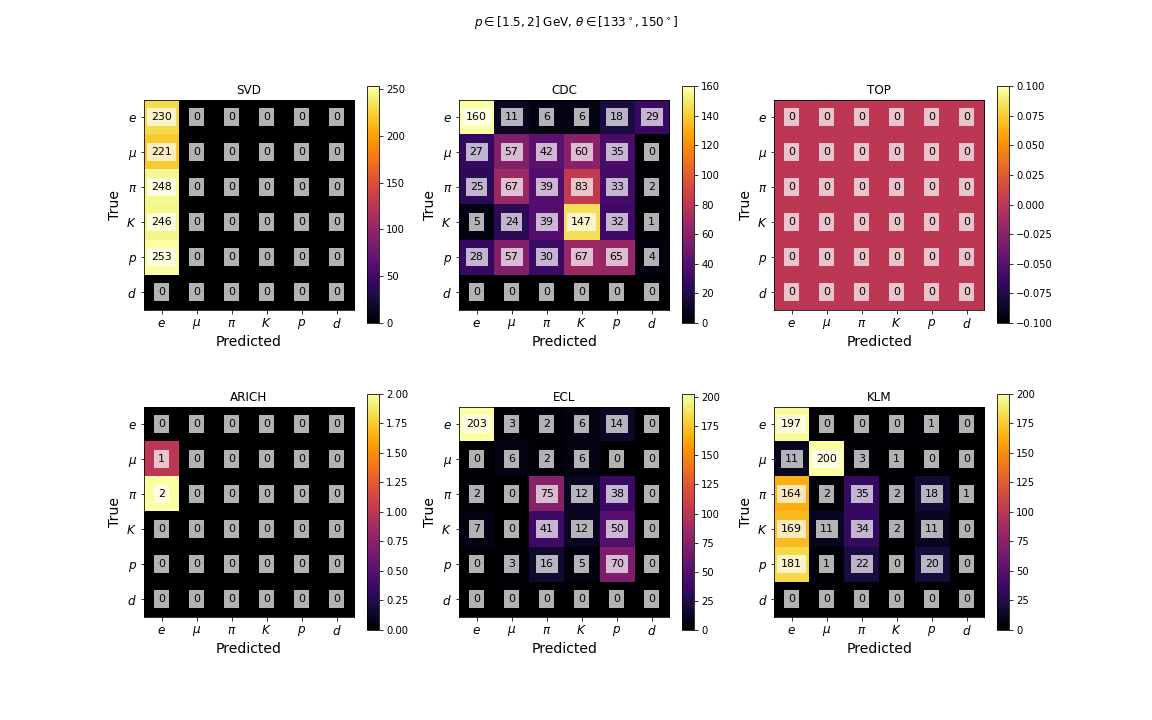 p ∈ [1.5, 2] GeV, θ ∈ [133°, 150°]
SVD
True
e 230 0 0 0 0 0
μ 221 0 0 0 0 0
π 248 0 0 0 0 0
K 246 0 0 0 0 0
p 253 0 0 0 0 0
d 0 0 0 0 0 0
e μ π K p d
Predicted
250
200
150
100
50
0
CDC
True
e 160 11 6 6 18 29
μ 27 57 42 60 35 0
π 25 67 39 83 33 2
K 5 24 39 147 32 1
p 28 57 30 67 65 4
d 0 0 0 0 0 0
e μ π K p d
Predicted
160
140
120
100
80
60
40
20
0
TOP
True
e 0 0 0 0 0 0
μ 0 0 0 0 0 0
π 0 0 0 0 0 0
K 0 0 0 0 0 0
p 0 0 0 0 0 0
d 0 0 0 0 0 0
e μ π K p d
Predicted
0.100
0.075
0.050
0.025
0.000
−0.025
−0.050
−0.075
−0.100
ARICH
True
e 0 0 0 0 0 0
μ 1 0 0 0 0 0
π 2 0 0 0 0 0
K 0 0 0 0 0 0
p 0 0 0 0 0 0
d 0 0 0 0 0 0
e μ π K p d
Predicted
2.00
1.75
1.50
1.25
1.00
0.75
0.50
0.25
0.00
ECL
True
e 203 3 2 6 14 0
μ 0 6 2 6 0 0
π 2 0 75 12 38 0
K 7 0 41 12 50 0
p 0 3 16 5 70 0
d 0 0 0 0 0 0
e μ π K p d
Predicted
200
175
150
125
100
75
50
25
0
KLM
True
e 197 0 0 0 1 0
μ 11 200 3 1 0 0
π 164 2 35 2 18 1
K 169 11 34 2 11 0
p 181 1 22 0 20 0
d 0 0 0 0 0 0
e μ π K p d
Predicted
200
175
150
125
100
75
50
25
0